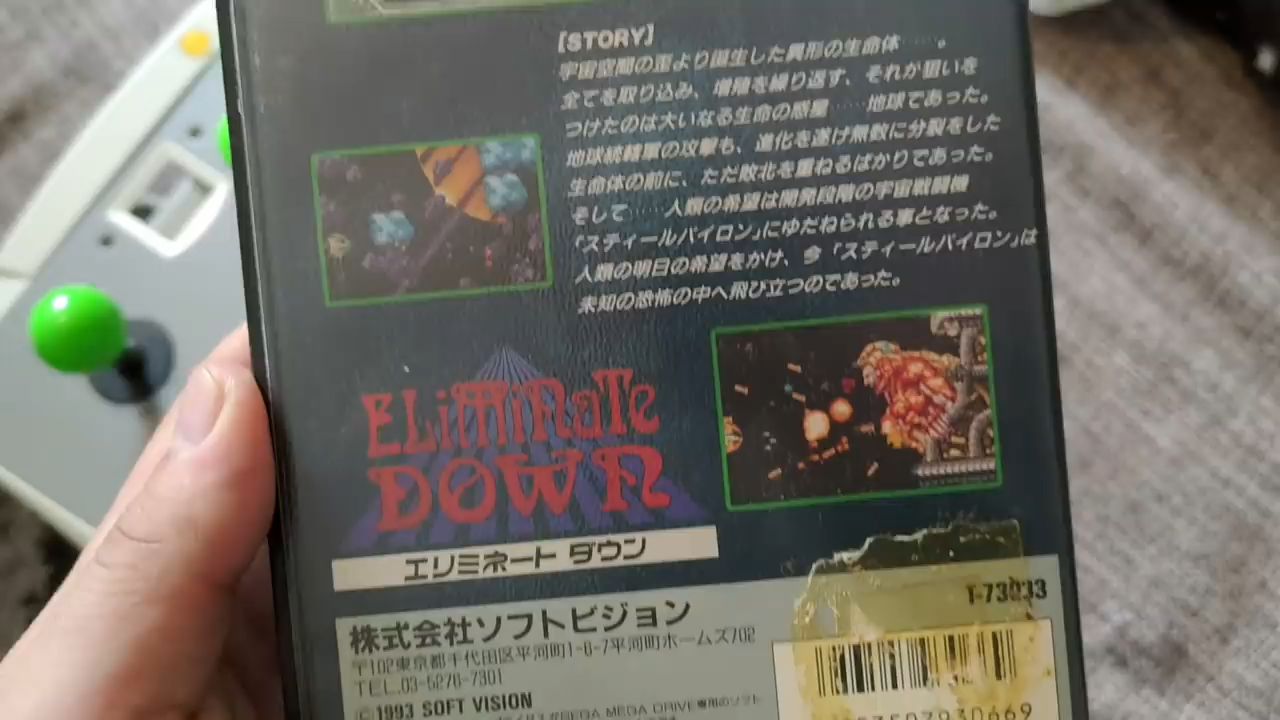 [STORY]
宇宙空間の歪より誕生した異形の生命体……。
全てを取り込み、増殖を繰り返す、それが狙いを
つけたのは大いなる生命の惑星……地球であった。
地球統轄軍の攻撃も、進化を遂げ無数に分裂をした
生命体の前に、ただ敗北を重ねるばかりであった。
そして……人類の希望は開発段階の宇宙戦闘機
「スティールパイロン」にゆだねられる事となった。
人類の明日の希望をかけ、今「スティールパイロン」は
未知の恐怖の中へ飛び立つのであった。
ELiMiNaTe
DOWN
エリミネート ダウン
T-73033
株式会社ソフトビジョン
〒102東京都千代田区平河町1-8-7平河町ホームズ702
TEL.03-5276-7301
©1993 SOFT VISION
SEGA MEGA DRIVE 専用のソフト